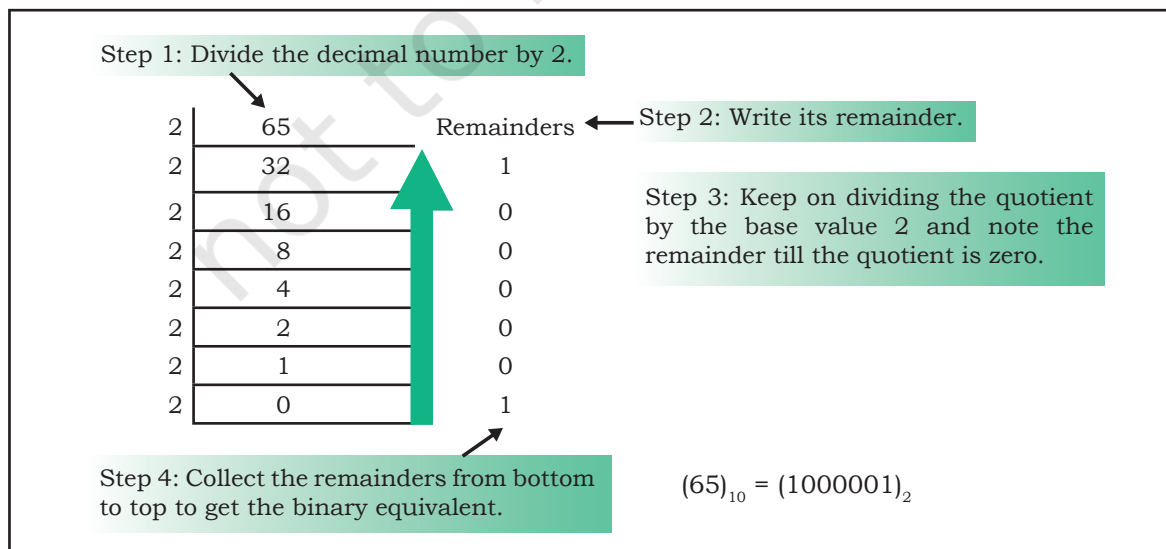 not to
Step 1: Divide the decimal number by 2.
2 65 Remainders
Step 2: Write its remainder.
2 32 1
2 16 0
2 8 0
2 4 0
2 2 0
2 1 0
2 0 1
Step 3: Keep on dividing the quotient
by the base value 2 and note the
remainder till the quotient is zero.
Step 4: Collect the remainders from bottom
to top to get the binary equivalent.
(65)₁₀ = (1000001)₂